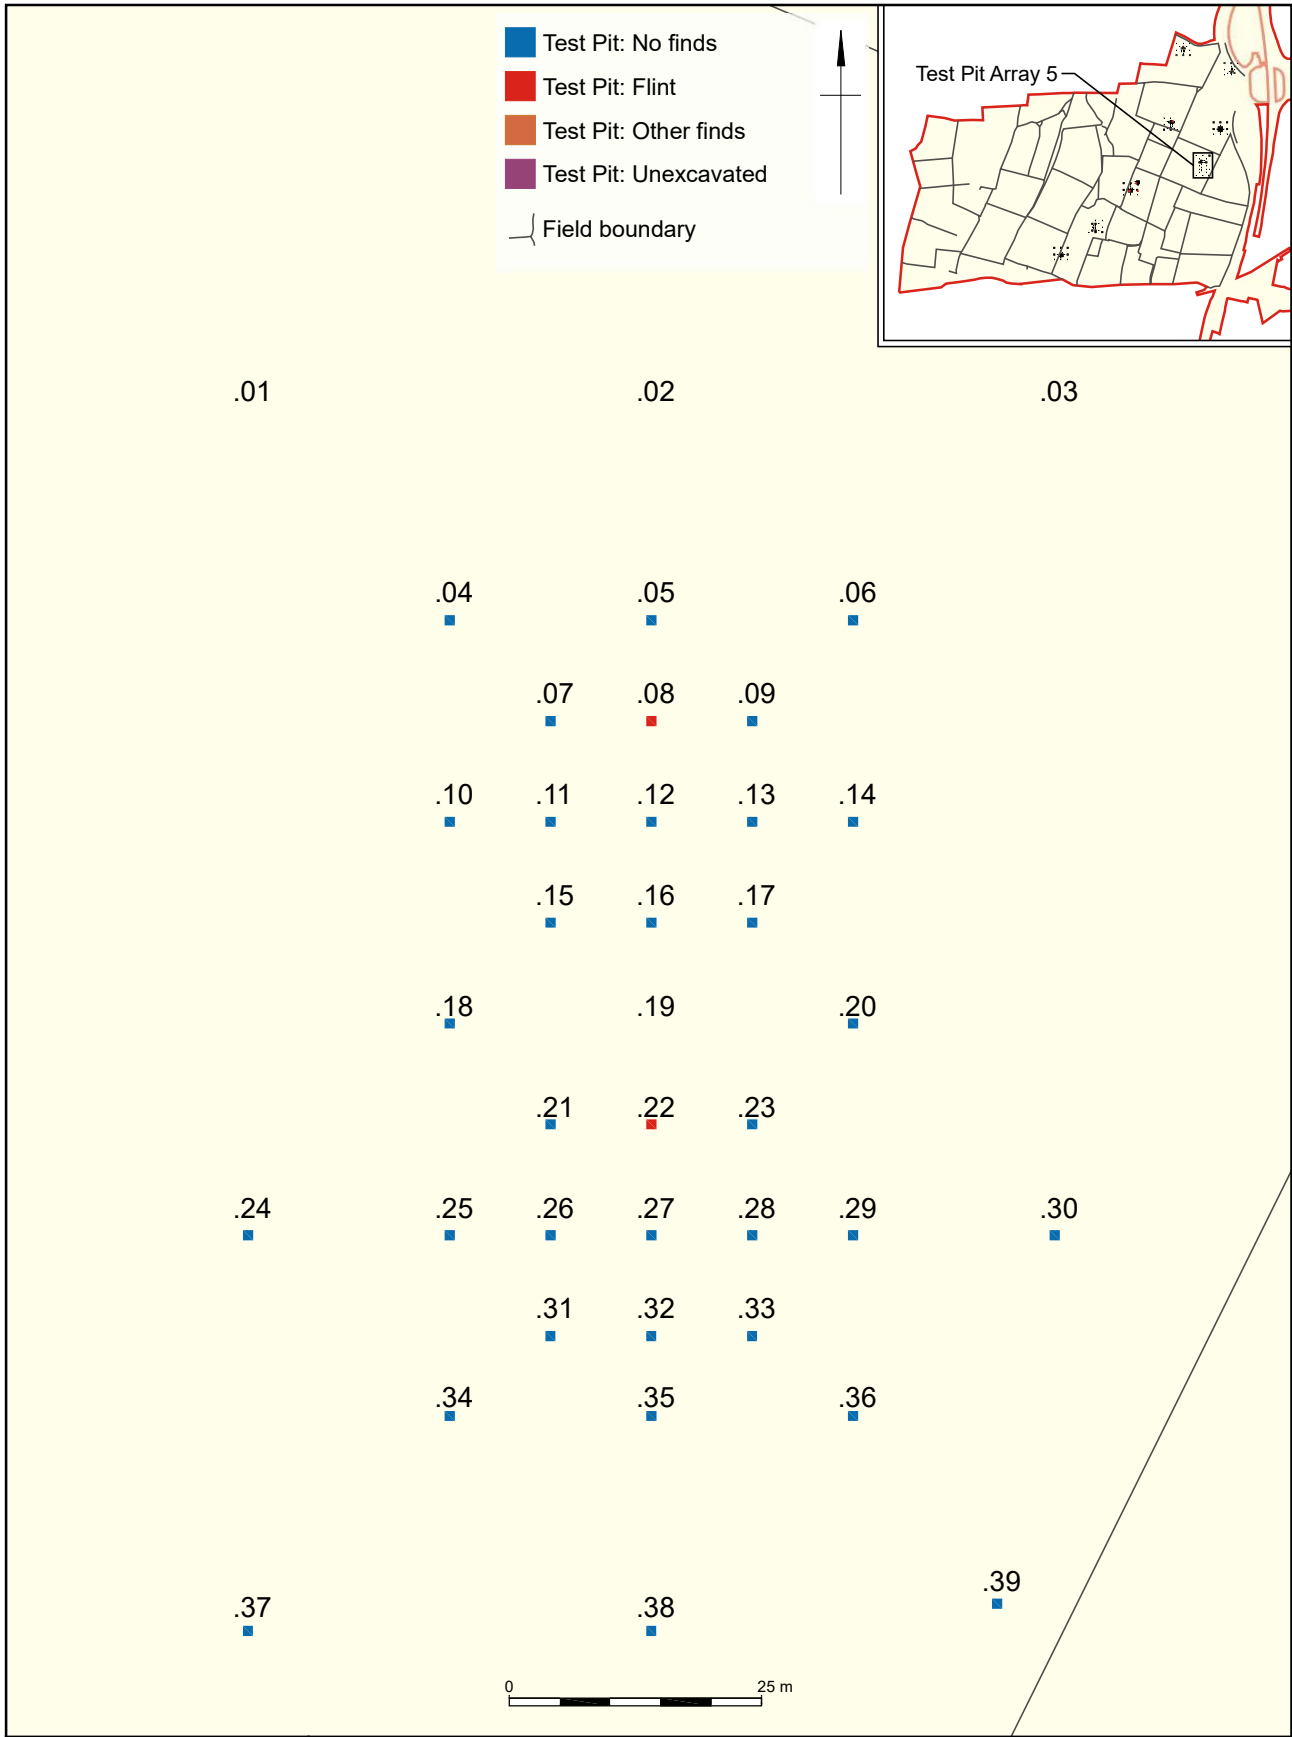 Test Pit: No finds
Test Pit: Flint
Test Pit: Other finds
Test Pit: Unexcavated
Field boundary
Test Pit Array 5
.01 .02 .03
.04 .05 .06
.07 .08 .09
.10 .11 .12 .13 .14
.15 .16 .17
.18 .19 .20
.21 .22 .23
.24 .25 .26 .27 .28 .29 .30
.31 .32 .33
.34 .35 .36
.39
.37 .38
0 25 m